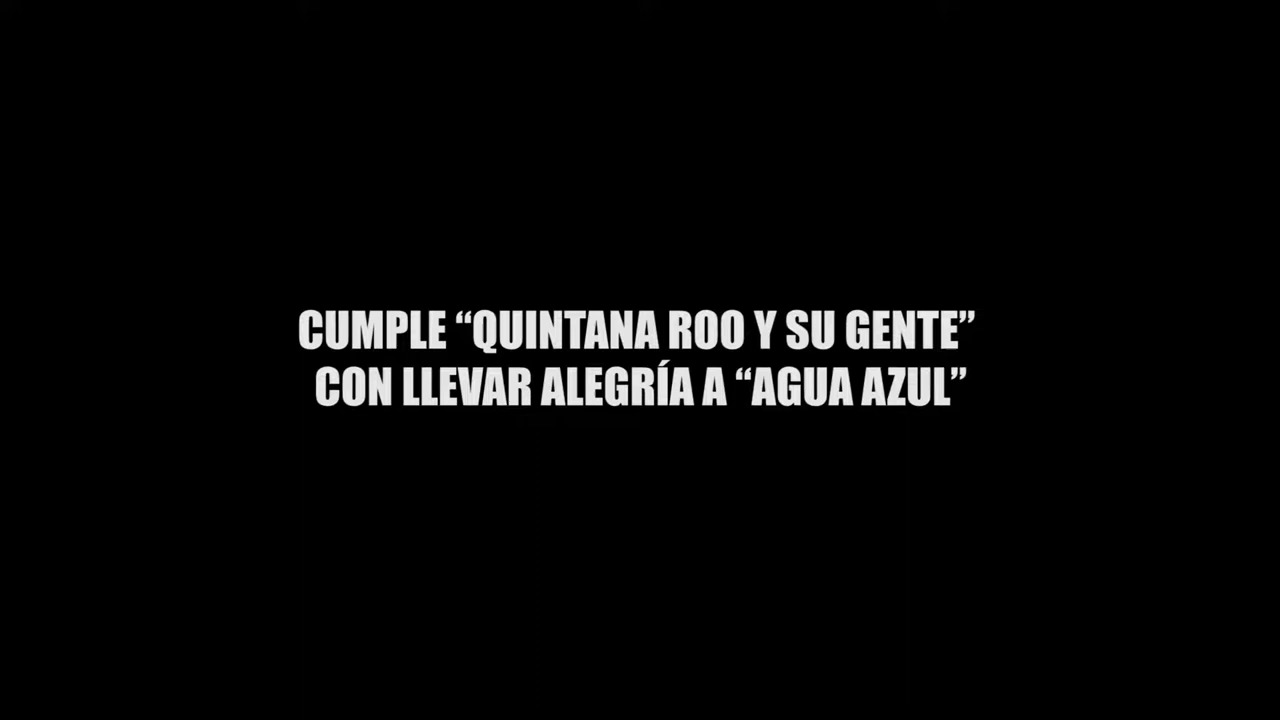 CUMPLE “QUINTANA ROO Y SU GENTE”
CON LLEVAR ALEGRÍA A “AGUA AZUL”